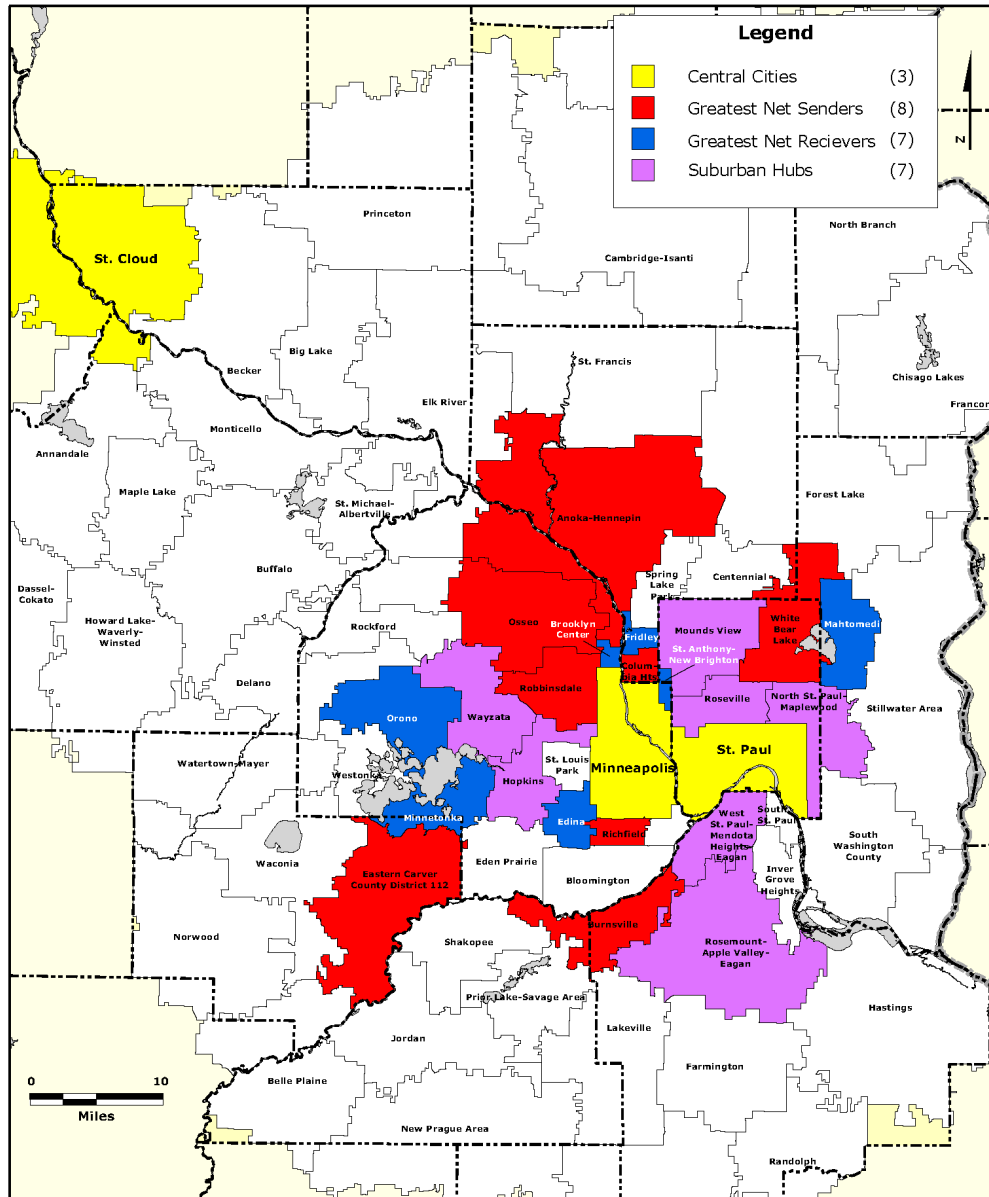 Legend
Central Cities (3)
Greatest Net Senders (8)
Greatest Net Recievers (7)
Suburban Hubs (7)
N
Princeton
North Branch
St. Cloud
Cambridge-Isanti
Big Lake
St. Francis
Becker
Chisago Lakes
Elk River
Francon
Monticello
Annandale
Maple Lake
St. Michael-
Albertville
Forest Lake
Anoka-Hennepin
Buffalo
Spring
Lake
Park
Centennial
Dassel-
Cokato
Howard Lake-
Waverly-
Winsted
Rockford
Osseo
Brooklyn
Center
Fridley
Mounds View
White
Bear
Lake
Mahtomedi
St. Anthony-
New Brighton
Colum-
bia Hts
Delano
Robbinsdale
Roseville
North St. Paul-
Maplewood
Stillwater Area
Orono
Wayzata
St. Paul
Watertown-Mayer
Westonka
St. Louis
Park
Minneapolis
Hopkins
Minnetonka
Edina
Richfield
West
St. Paul-
Mendota
Heights-
Eagan
South
St. Paul
South
Washington
County
Waconia
Eden Prairie
Bloomington
Inver
Grove
Heights
Eastern Carver
County District 112
Norwood
Shakopee
Burnsville
Rosemount-
Apple Valley-
Eagan
Prior Lake-Savage Area
Hastings
Jordan
Lakeville
Farmington
0 10
Miles
Belle Plaine
New Prague Area
Randolph